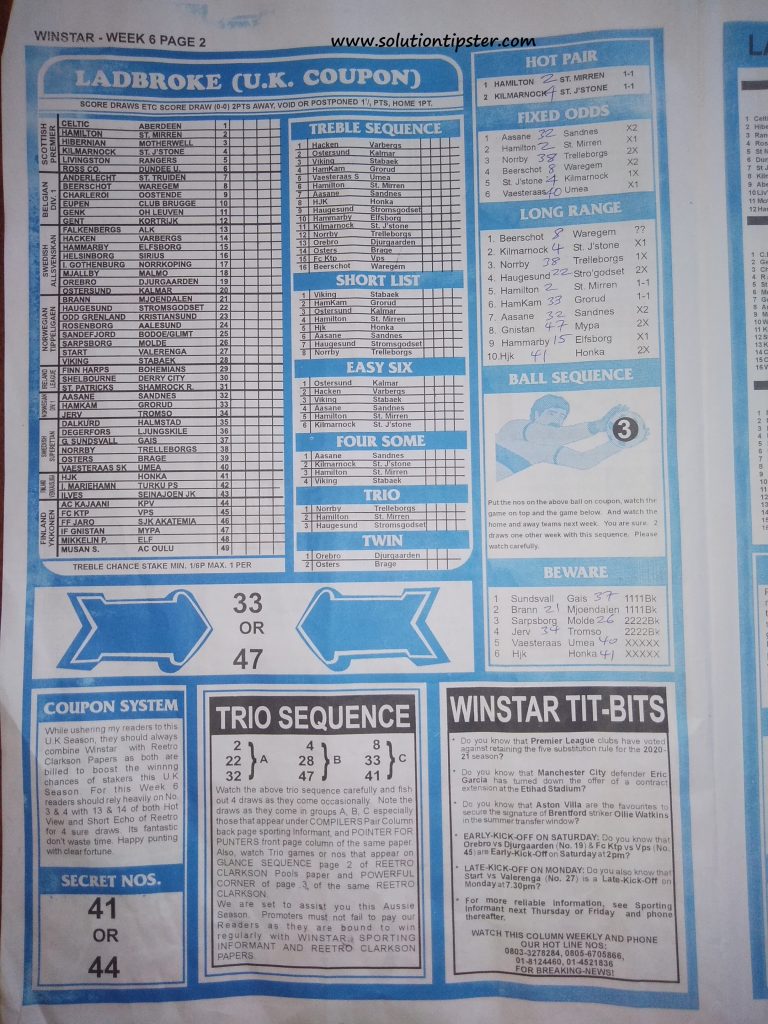 WINSTAR - WEEK 6 PAGE 2
www.solutiontipster.com
LADBROKE (U.K. COUPON)
SCORE DRAWS ETC SCORE DRAW (0-0) 2PTS AWAY, VOID OR POSTPONED 1½, PTS, HOME 1PT.
SCOTTISH PREMIER
CELTIC ABERDEEN 1
HAMILTON ST. MIRREN 2
HIBERNIAN MOTHERWELL 3
KILMARNOCK ST. J'STONE 4
LIVINGSTON RANGERS 5
ROSS CO. DUNDEE U. 6
BELGIAN DIV. 1
ANDERLECHT ST. TRUIDEN 7
BEERSCHOT WAREGEM 8
CHARLEROI OOSTENDE 9
EUPEN CLUB BRUGGE 10
GENK OH LEUVEN 11
GENT KORTRIJK 12
SWEDISH ALLSVENSKAN
FALKENBERGS AIK 13
HACKEN VARBERGS 14
HAMMARBY ELFSBORG 15
HELSINBORG SIRIUS 16
I. GOTHENBURG NORRKOPING 17
MJALLBY MALMO 18
OREBRO DJURGAARDEN 19
OSTERSUND KALMAR 20
NORWEGIAN TIPPELIGAEN
BRANN MJOENDALEN 21
HAUGESUND STROMSGODSET 22
ODD GRENLAND KRISTIANSUND 23
ROSENBORG AALESUND 24
SANDEFJORD BODOE/GLIMT 25
SARPSBORG MOLDE 26
START VALERENGA 27
VIKING STABAEK 28
IRELAND LEAGUE
FINN HARPS BOHEMIANS 29
SHELBOURNE DERRY CITY 30
ST. PATRICKS SHAMROCK R. 31
NORWEGIAN
AASANE SANDNES 32
HAMKAM GRORUD 33
JERV TROMSO 34
SWEDISH SUPERETTAN
DALKURD HALMSTAD 35
DEGERFORS LJUNGSKILE 36
G. SUNDSVALL GAIS 37
NORRBY TRELLEBORGS 38
OSTERS BRAGE 39
VAESTERAAS SK UMEA 40
HJK HONKA 41
I. MARIEHAMN TURKU PS 42
ILVES SEINAJOEN JK 43
FINLAND YKKONEN
AC KAJAANI KPV 44
FC KTP VPS 45
FF JARO SJK AKATEMIA 46
IF GNISTAN MYPA 47
MIKKELIN P. ELF 48
MUSAN S. AC OULU 49
TREBLE CHANCE STAKE MIN. 1/6P MAX. 1 PER
TREBLE SEQUENCE
1 Hacken Varbergs
2 Ostersund Kalmar
3 Viking Stabaek
4 HamKam Grorud
5 Vaesteraas S Umea
6 Hamilton St. Mirren
7 Aasane Sandnes
8 HJK Honka
9 Haugesund Stromsgodset
10 Hammarby Elfsborg
11 Kilmarnock St. J'stone
12 Norrby Trelleborgs
13 Orebro Djurgaarden
14 Osters Brage
15 Fc Ktp Vps
16 Beerschot Waregem
SHORT LIST
1 Viking Stabaek
2 HamKam Grorud
3 Ostersund Kalmar
4 Hamilton St. Mirren
5 Hjk Honka
6 Aasane Sandnes
7 Haugesund Stromsgodset
8 Norrby Trelleborgs
EASY SIX
1 Ostersund Kalmar
2 Hacken Varbergs
3 Viking Stabaek
4 Aasane Sandnes
5 Hamilton St. Mirren
6 Kilmarnock St. J'Stone
FOUR SOME
1 Aasane Sandnes
2 Kilmarnock St. J'stone
3 Hamilton St. Mirren
4 Viking Stabaek
TRIO
1 Norrby Trelleborgs
2 Hamilton St. Mirren
3 Haugesund Stromsgodset
TWIN
1 Orebro Djurgaarden
2 Osters Brage
HOT PAIR
1 HAMILTON 2 ST. MIRREN 1-1
2 KILMARNOCK 4 ST. J'STONE 1-1
FIXED ODDS
1 Aasane 32 Sandnes X2
2 Hamilton 2 St. Mirren X1
3 Norrby 38 Trelleborgs 2X
4 Beerschot 8 Waregem X2
5 St. J'stone 4 Kilmarnock 1X
6 Vaesteraas 40 Umea X1
LONG RANGE
1. Beerschot 8 Waregem ??
2. Kilmarnock 4 St. J'Stone X1
3. Norrby 38 Trelleborgs 1X
4. Haugesund 22 Stro'godset 2X
5. Hamilton 2 St. Mirren 1-1
6. HamKam 33 Grorud 1-1
7. Aasane 32 Sandnes X2
8. Gnistan 47 Mypa 2X
9 Hammarby 15 Elfsborg X1
10.Hjk 41 Honka 2X
BALL SEQUENCE
3
Put the nos on the above ball on coupon, watch the
game on top and the game below. And watch the
home and away teams next week. You are sure. 2
draws one other week with this sequence. Please
watch carefully.
BEWARE
1 Sundsvall Gais 37 1111Bk
2 Brann 21 Mjoendalen 1111Bk
3 Sarpsborg Molde 26 2222Bk
4 Jerv 34 Tromso 2222Bk
5 Vaesteraas Umea 40 XXXXX
6 Hjk Honka 41 XXXXX
33
OR
47
COUPON SYSTEM
While ushering my readers to this
U.K Season, they should always
combine Winstar with Reetro
Clarkson Papers as both are
billed to boost the winnng
chances of stakers this U.K
Season. For this Week 6
readers should rely heavily on No.
3 & 4 with 13 & 14 of both Hot
View and Short Echo of Reetro
for 4 sure draws. Its fantastic
don't waste time. Happy punting
with clear fortune.
SECRET NOS.
41
OR
44
TRIO SEQUENCE
2 4 8
22 A 28 B 33 C
32 47 41
Watch the above trio sequence carefully and fish
out 4 draws as they come occasionally. Note the
draws as they come in groups A, B, C, especially
those that appear under COMPILERS Pair Column
back page sporting Informant, and POINTER FOR
PUNTERS front page column of the same paper.
Also, watch Trio games or nos that appear on
GLANCE SEQUENCE page 2 of REETRO
CLARKSON Pools paper and POWERFUL
CORNER of page 3, of the same REETRO
CLARKSON.
We are set to assist you this Aussie
Season. Promoters must not fail to pay our
Readers as they are bound to win
regularly with WINSTAR, SPORTING
INFORMANT and REETRO CLARKSON
PAPERS.
WINSTAR TIT-BITS
* Do you know that Premier League clubs have voted
against retaining the five substitution rule for the 2020-
21 season?
* Do you know that Manchester City defender Eric
Garcia has turned down the offer of a contract
extension at the Etihad Stadium?
* Do you know that Aston Villa are the favourites to
secure the signature of Brentford striker Ollie Watkins
in the summer transfer window?
* EARLY-KICK-OFF ON SATURDAY: Do you know that
Orebro vs Djurgaarden (No. 19) & Fc Ktp vs Vps (No.
45) are Early-Kick-Off on Saturday at 2pm?
* LATE-KICK-OFF ON MONDAY: Do you also know that
Start vs Valerenga (No. 27) is a Late-Kick-Off on
Monday at 7.30pm?
* For more reliable information, see Sporting
Informant next Thursday or Friday and phone
thereafter.
WATCH THIS COLUMN WEEKLY AND PHONE
OUR HOT LINE NOS:
0803-3278284, 0805-6705866,
01-8124460, 01-4521836
FOR BREAKING-NEWS!